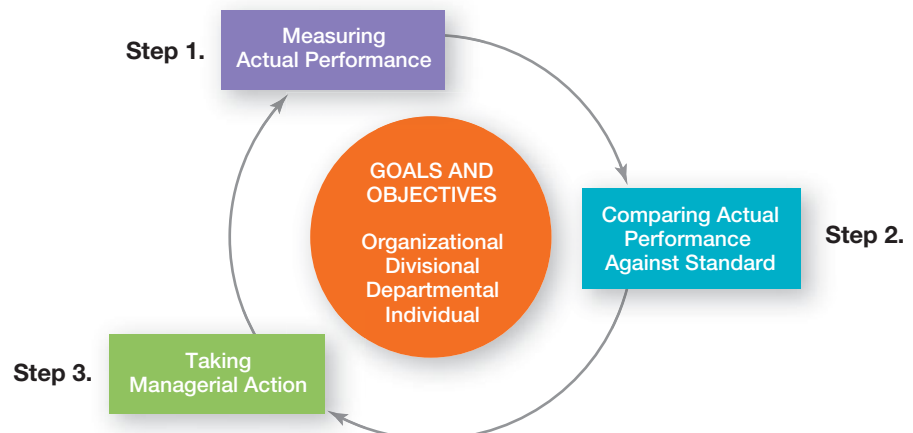 Step 1.
Measuring
Actual Performance
GOALS AND
OBJECTIVES
Organizational
Divisional
Departmental
Individual
Comparing Actual
Performance
Against Standard
Step 2.
Step 3.
Taking
Managerial Action